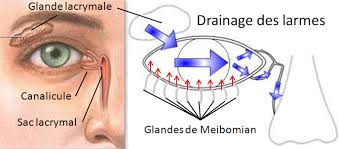 Glande lacrymale
Canalicule
Sac lacrymal
Drainage des larmes
Glandes de Meibomian